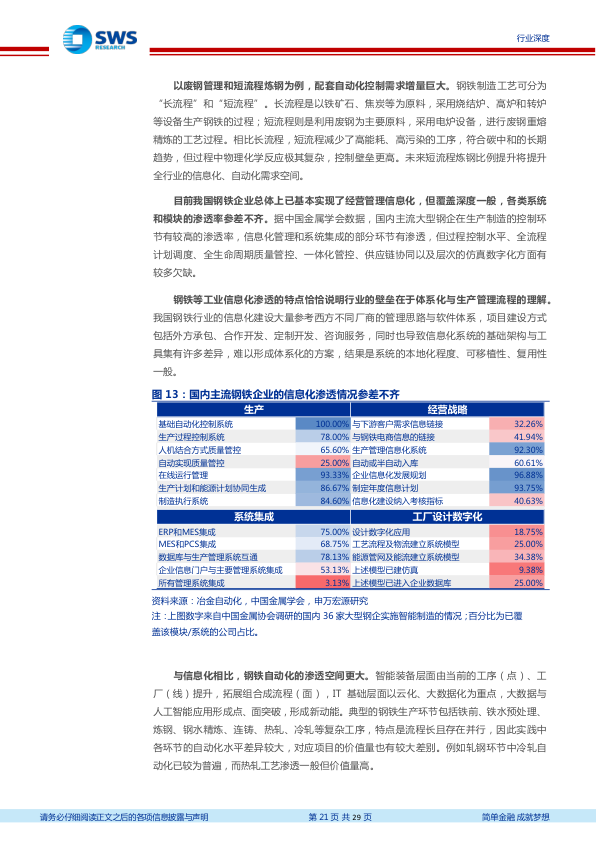 SWS
RESEARCH
行业深度
以废钢管理和短流程炼钢为例，配套自动化控制需求增量巨大。钢铁制造工艺可分为
“长流程”和“短流程”。长流程是以铁矿石、焦炭等为原料，采用烧结炉、高炉和转炉
等设备生产钢铁的过程；短流程则是利用废钢为主要原料，采用电炉设备，进行废钢重熔
精炼的工艺过程。相比长流程，短流程减少了高能耗、高污染的工序，符合碳中和的长期
趋势，但过程中物理化学反应极其复杂，控制壁垒更高。未来短流程炼钢比例提升将提升
全行业的信息化、自动化需求空间。
目前我国钢铁企业总体上已基本实现了经营管理信息化，但覆盖深度一般，各类系统
和模块的渗透率参差不齐。据中国金属学会数据，国内主流大型钢企在生产制造的控制环
节有较高的渗透率，信息化管理和系统集成的部分环节有渗透，但过程控制水平、全流程
计划调度、全生命周期质量管控、一体化管控、供应链协同以及层次的仿真数字化方面有
较多欠缺。
钢铁等工业信息化渗透的特点恰恰说明行业的壁垒在于体系化与生产管理流程的理解。
我国钢铁行业的信息化建设大量参考西方不同厂商的管理思路与软件体系，项目建设方式
包括外方承包、合作开发、定制开发、咨询服务，同时也导致信息化系统的基础架构与工
具集有许多差异，难以形成体系化的方案，结果是系统的本地化程度、可移植性、复用性
一般。
图 13：国内主流钢铁企业的信息化渗透情况参差不齐
生产 经营战略
基础自动化控制系统 100.00% 与下游客户需求信息链接 32.26%
生产过程控制系统 78.00% 与钢铁电商信息的链接 41.94%
人机结合方式质量管控 65.60% 生产管理信息化系统 92.30%
自动实现质量管控 25.00% 自动或半自动入库 60.61%
在线运行管理 93.33% 企业信息化发展规划 96.88%
生产计划和能源计划协同生成 86.67% 制定年度信息计划 93.75%
制造执行系统 84.60% 信息化建设纳入考核指标 40.63%
系统集成 工厂设计数字化
ERP和MES集成 75.00% 设计数字化应用 18.75%
MES和PCS集成 68.75% 工艺流程及物流建立系统模型 25.00%
数据库与生产管理系统互通 78.13% 能源管网及能流建立系统模型 34.38%
企业信息门户与主要管理系统集成 53.13% 上述模型已建仿真 9.38%
所有管理系统集成 3.13% 上述模型已进入企业数据库 25.00%
资料来源：冶金自动化，中国金属学会，申万宏源研究
注：上图数字来自中国金属协会调研的国内 36 家大型钢企实施智能制造的情况；百分比为已覆
盖该模块/系统的公司占比。
与信息化相比，钢铁自动化的渗透空间更大。智能装备层面由当前的工序（点）、工
厂（线）提升，拓展组合成流程（面），IT 基础层面以云化、大数据化为重点，大数据与
人工智能应用形成点、面突破，形成新动能。典型的钢铁生产环节包括铁前、铁水预处理、
炼钢、钢水精炼、连铸、热轧、冷轧等复杂工序，特点是流程长且存在并行，因此实践中
各环节的自动化水平差异较大，对应项目的价值量也有较大差别。例如轧钢环节中冷轧自
动化已较为普遍，而热轧工艺渗透一般但价值量高。
请务必仔细阅读正文之后的各项信息披露与声明 第 21 页 共 29 页 简单金融 成就梦想